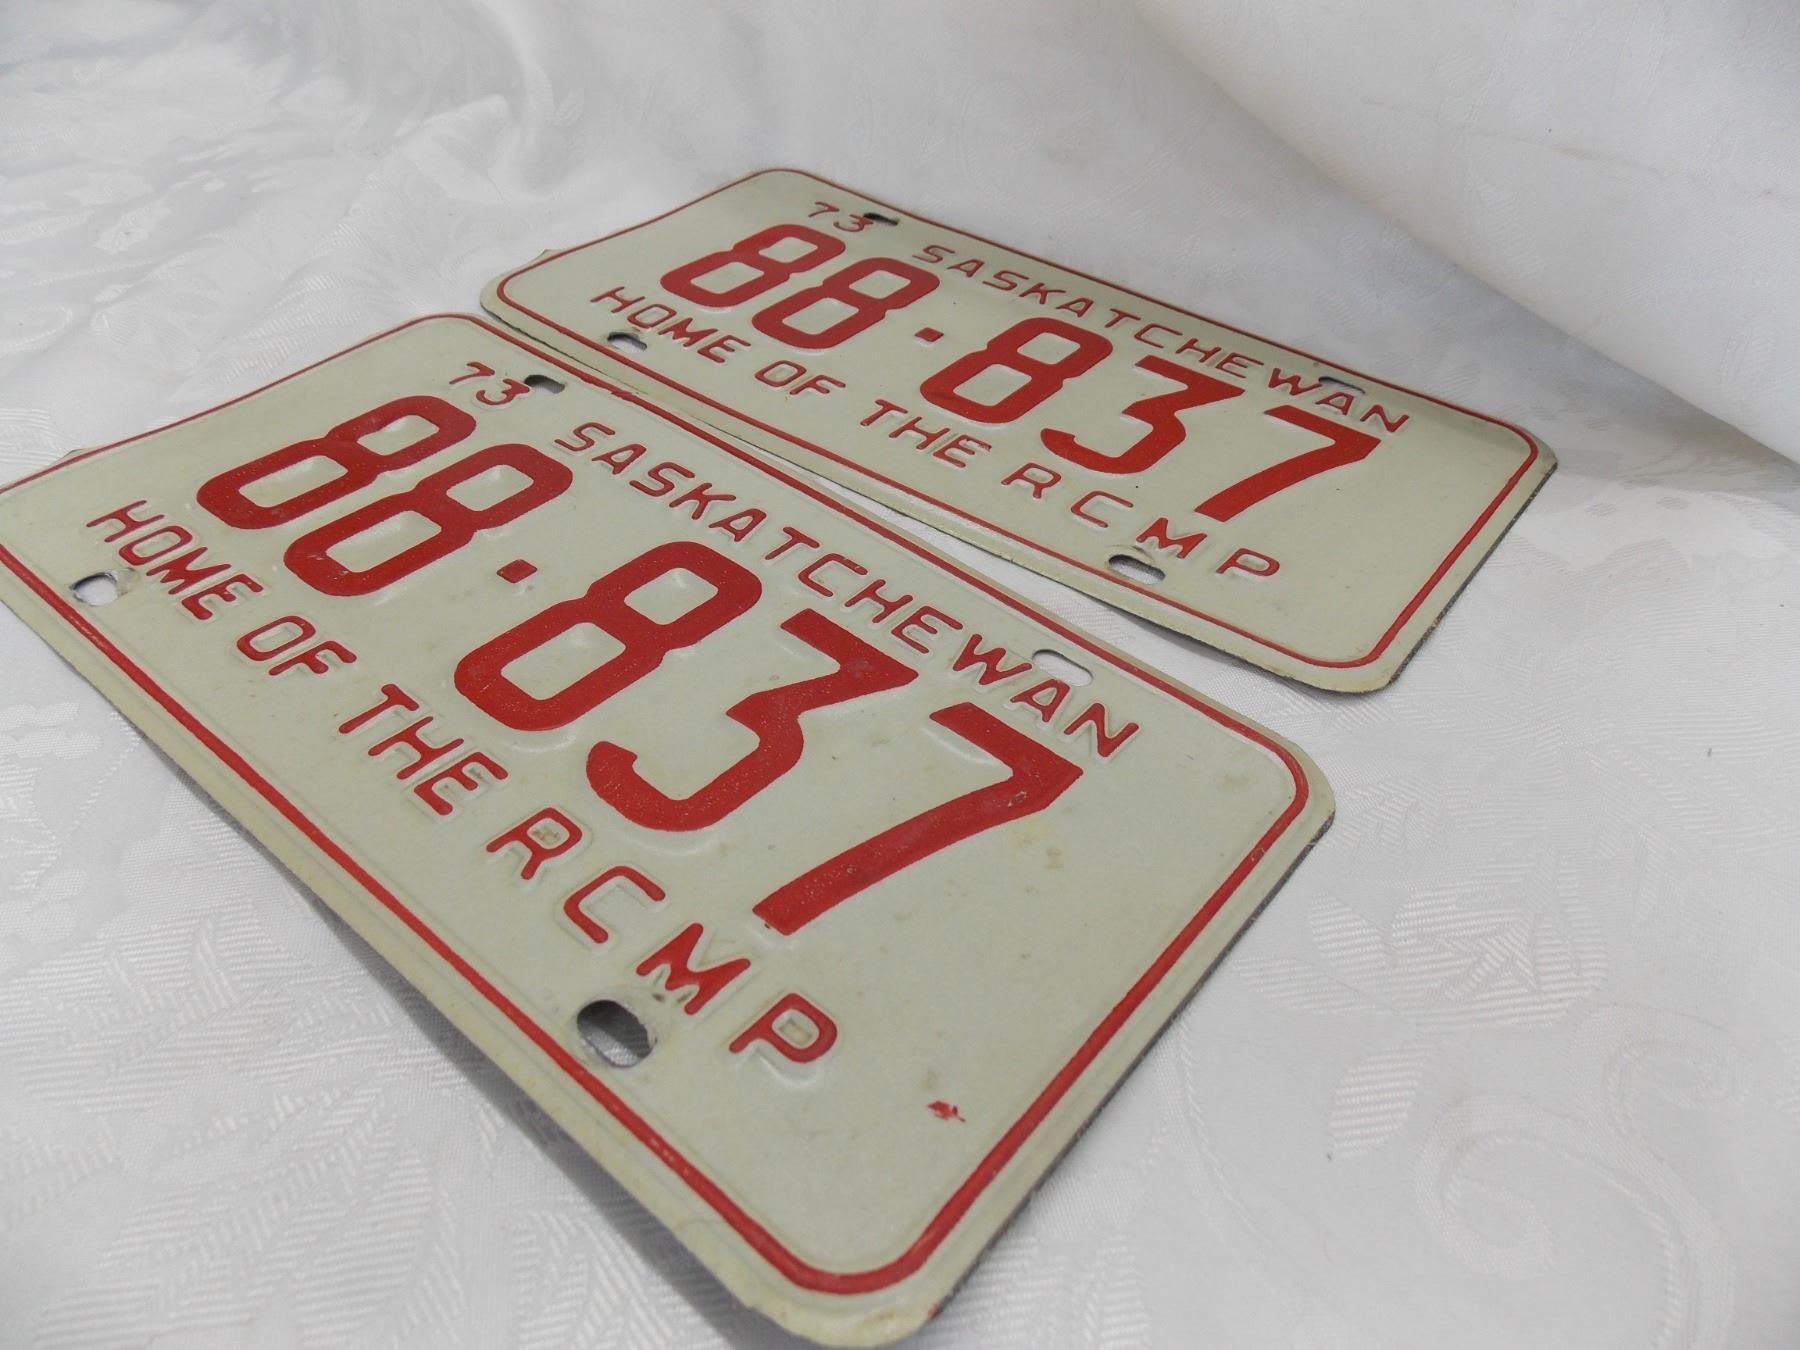 73 SASKATCHEWAN
88·837
HOME OF THE RCMP
73 SASKATCHEWAN
88·837
HOME OF THE RCMP